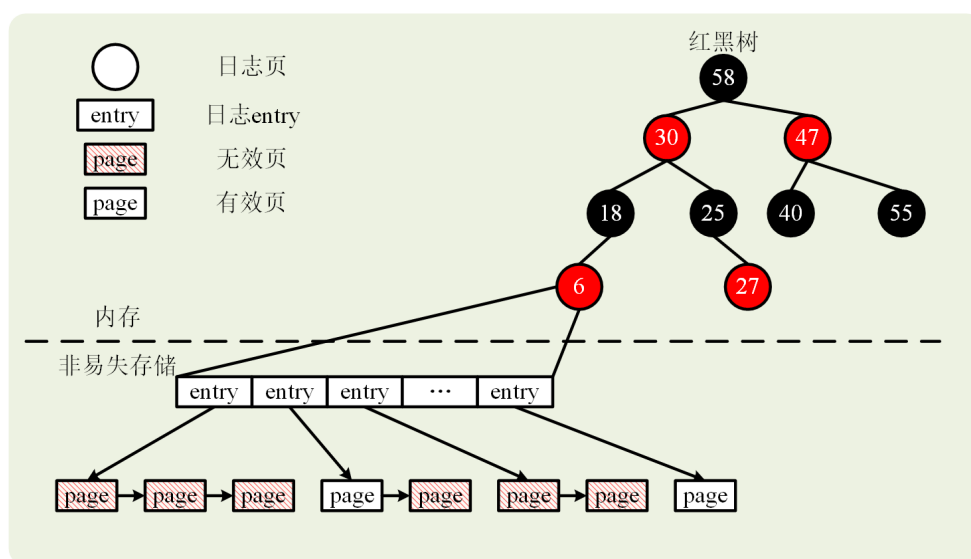 红黑树
日志页
entry 日志entry
page 无效页
page 有效页
58
30 47
18 25 40 55
6 27
内存
非易失存储
entry entry entry ... entry
page page page page page page page page